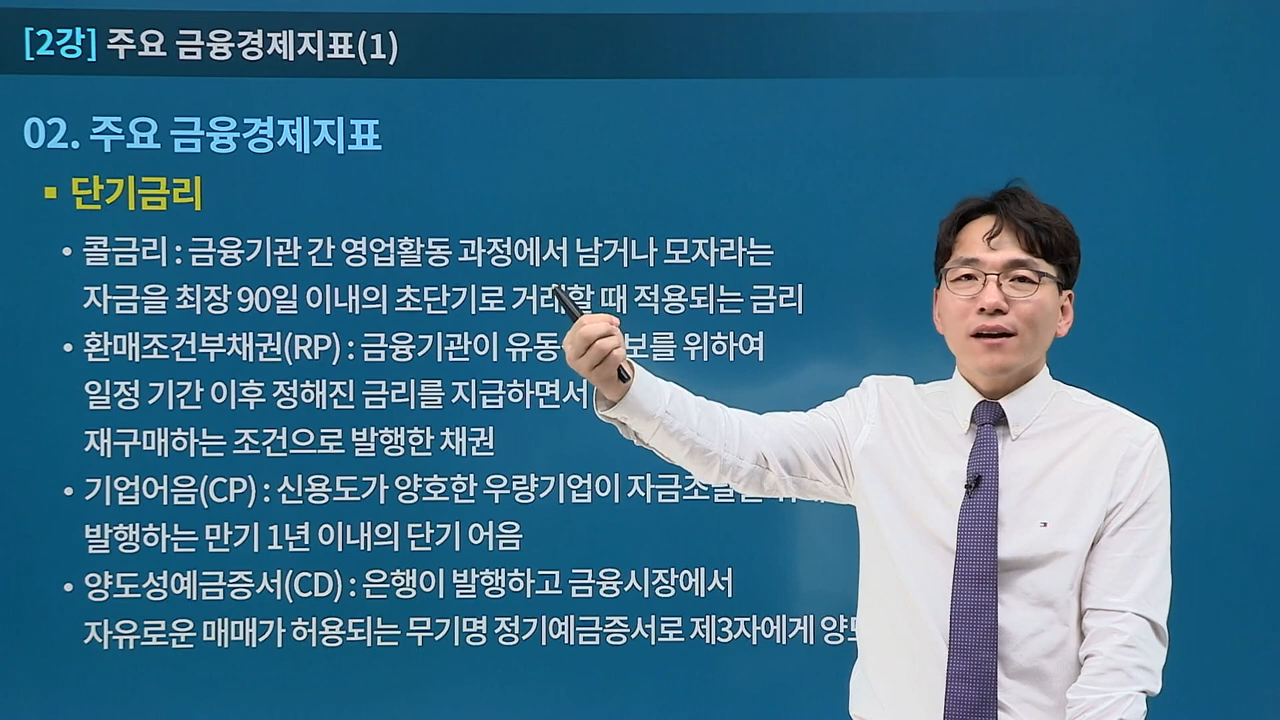 [2강] 주요 금융경제지표(1)
02. 주요 금융경제지표
▪ 단기금리
• 콜금리 : 금융기관 간 영업활동 과정에서 남거나 모자라는
자금을 최장 90일 이내의 초단기로 거래할 때 적용되는 금리
• 환매조건부채권(RP) : 금융기관이 위하여
일정 기간 이후 정해진 금리를 지급하면서
재구매하는 조건으로 발행한 채권
• 기업어음(CP) : 신용도가 양호한 우량기업이
발행하는 만기 1년 이내의 단기 어음
• 양도성예금증서(CD) : 은행이 발행하고 금융시장에서
자유로운 매매가 허용되는 무기명 정기예금증서로 제3자에게